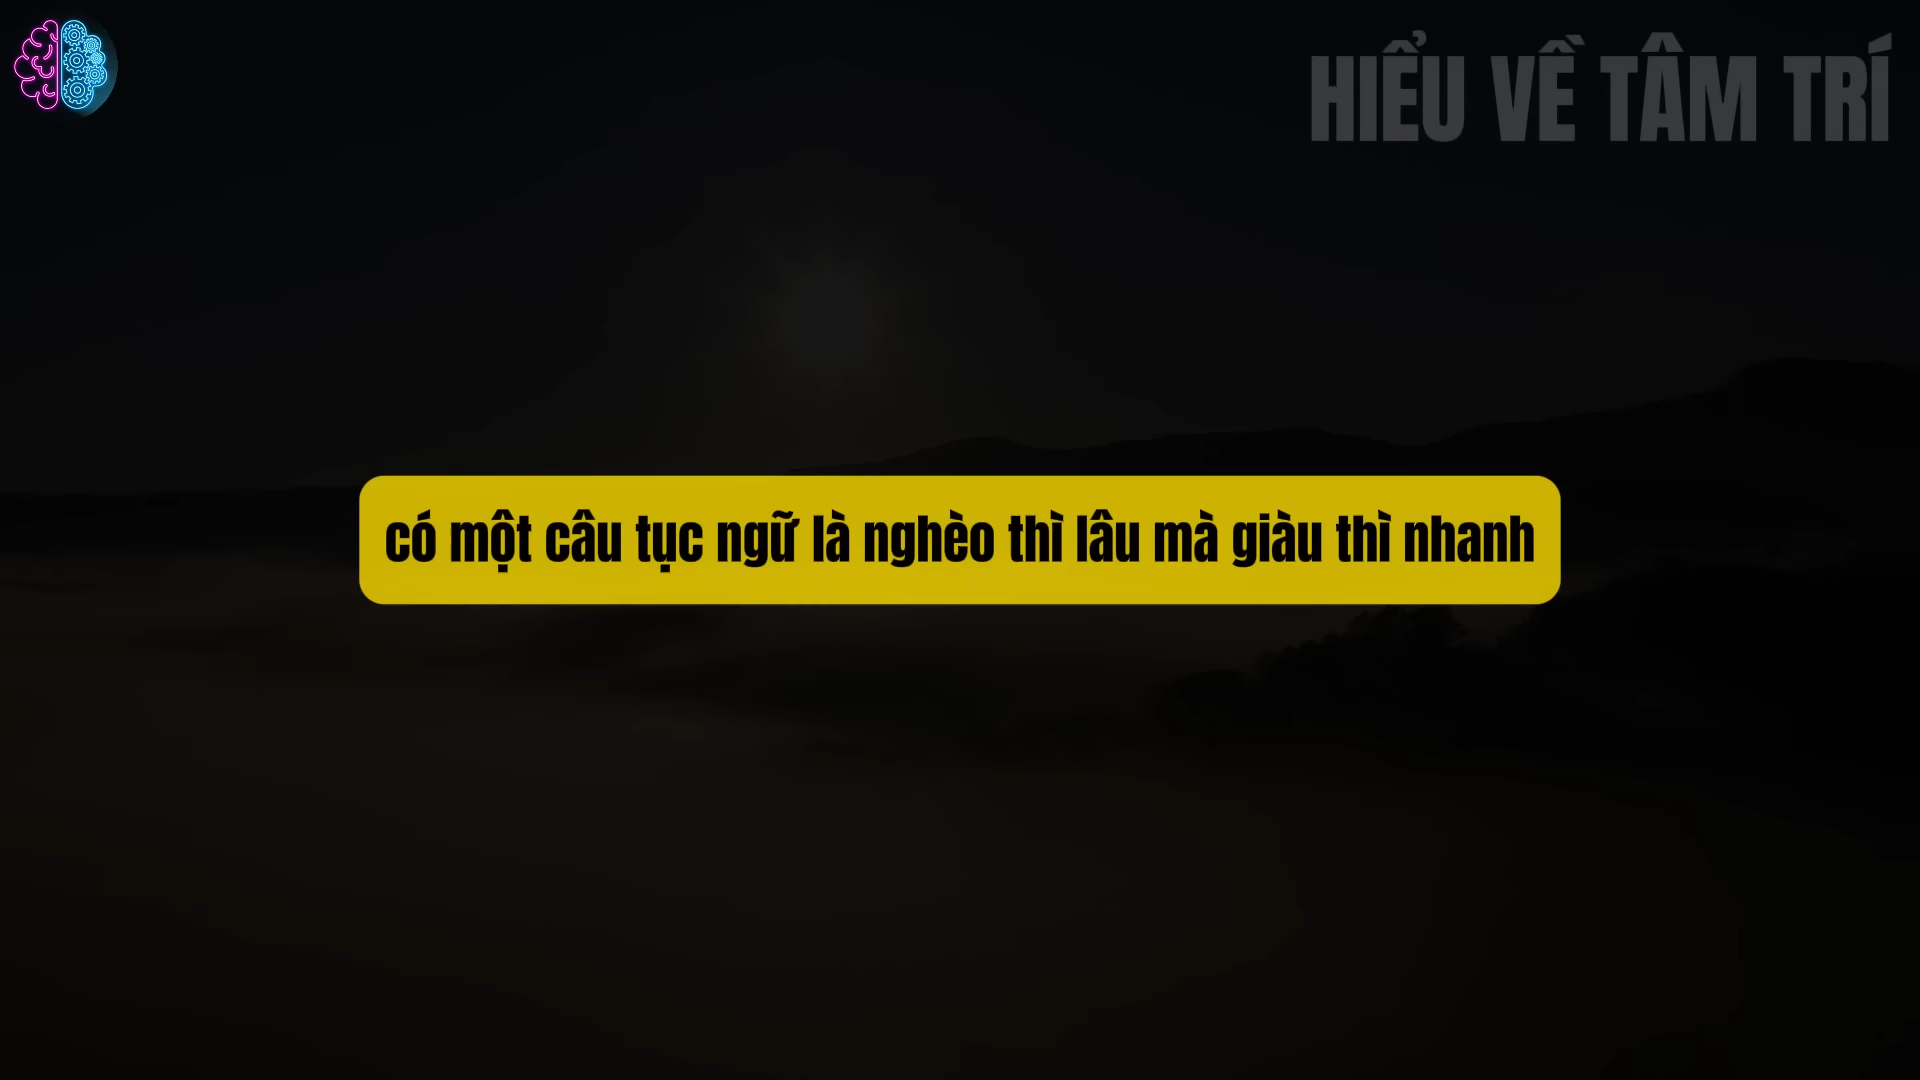 HIỂU VỀ TÂM TRÍ
có một câu tục ngữ là nghèo thì lâu mà giàu thì nhanh